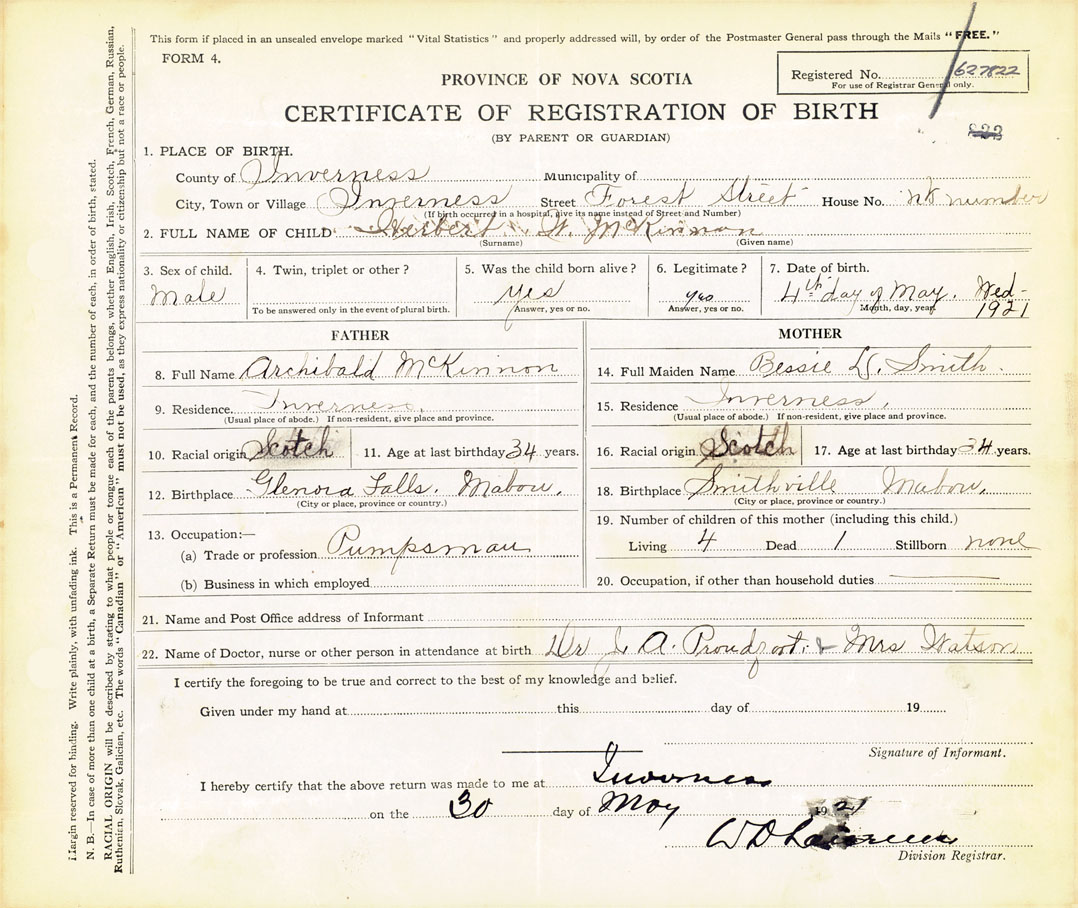 This form if placed in an unsealed envelope marked "Vital Statistics" and properly addressed will, by order of the Postmaster General pass through the Mails "FREE."
FORM 4.
PROVINCE OF NOVA SCOTIA
Registered No. 627822
For use of Registrar General only.
CERTIFICATE OF REGISTRATION OF BIRTH
(BY PARENT OR GUARDIAN)
1. PLACE OF BIRTH.
County of Inverness Municipality of
City, Town or Village Inverness Street Forest Street House No. no number
(If birth occurred in a hospital, give its name instead of Street and Number)
2. FULL NAME OF CHILD Herbert W. McKinnon
(Surname) (Given name)
3. Sex of child. 4. Twin, triplet or other? 5. Was the child born alive? 6. Legitimate? 7. Date of birth.
Male yes yes 4th day of May. Wed-
To be answered only in the event of plural birth. Answer, yes or no. Answer, yes or no. Month, day, year. 1921
FATHER MOTHER
8. Full Name Archibald McKinnon 14. Full Maiden Name Bessie Smith
9. Residence. Inverness. 15. Residence Inverness.
(Usual place of abode.) If non-resident, give place and province. (Usual place of abode.) If non-resident, give place and province.
10. Racial origin Scotch 11. Age at last birthday 34 years. 16. Racial origin Scotch 17. Age at last birthday 34 years.
12. Birthplace Glenora Falls. Mabou. 18. Birthplace Smithville Mabou.
(City or place, province or country.) (City or place, province or country.)
13. Occupation:— 19. Number of children of this mother (including this child.)
(a) Trade or profession Pumpsman Living 4 Dead 1 Stillborn none
(b) Business in which employed 20. Occupation, if other than household duties
21. Name and Post Office address of Informant
22. Name of Doctor, nurse or other person in attendance at birth Dr J. A. Proudfoot. & Mrs Watson
I certify the foregoing to be true and correct to the best of my knowledge and belief.
Given under my hand at this day of 19
Signature of Informant.
I hereby certify that the above return was made to me at Inverness
on the 30 day of May 1921
W D Lawrence
Division Registrar.
Margin reserved for binding. Write plainly, with unfading ink. This is a Permanent Record.
N. B.—In case of more than one child at a birth, a Separate Return must be made for each, and the number of each, in order of birth, stated.
RACIAL ORIGIN will be described by stating to what people or tongue each of the parents belongs, whether English, Irish, Scotch, French, German, Russian,
Ruthenian, Slovak, Galician, etc. The words "Canadian" or "American" must not be used, as they express nationality or citizenship but not a race or people.